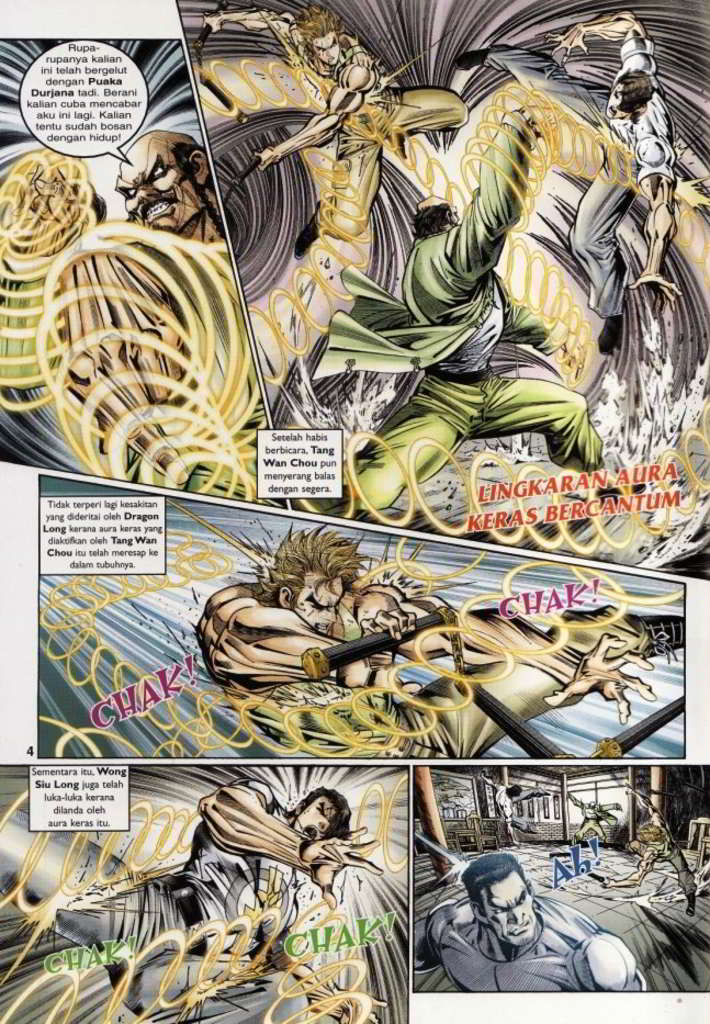 Rupa-
rupanya kalian
ini telah bergelut
dengan Puaka
Durjana tadi. Berani
kalian cuba mencabar
aku ini. Kalian
tentu sudah bosan
dengan hidup!
Setelah habis
berbicara, Tang
Wan Chou pun
menyerang balas
dengan segera.
LINGKARAN AURA
KERAS BERCANTUM
Tidak terperi lagi kesakitan
yang dideritai oleh Dragon
Long kerana aura keras yang
diaktifkan oleh Tang Wan
Chou itu telah meresap ke
dalam tubuhnya.
CHAK!
CHAK!
4
Sementara itu, Wong
Siu Long juga telah
luka-luka kerana
dilanda oleh
aura keras itu.
CHAK!
CHAK!
Ah!